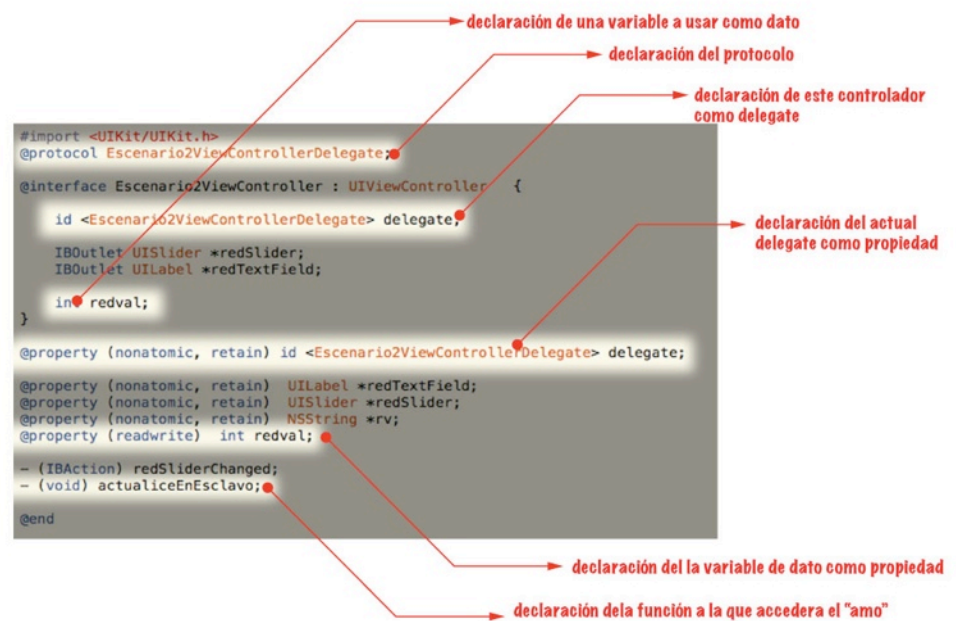 declaración de una variable a usar como dato
declaración del protocolo
declaración de este controlador
como delegate
#import <UIKit/UIKit.h>
@protocol Escenario2ViewControllerDelegate;
@interface Escenario2ViewController : UIViewController {
id <Escenario2ViewControllerDelegate> delegate;
declaración del actual
delegate como propiedad
IBOutlet UISlider *redSlider;
IBOutlet UILabel *redTextField;
int redval;
}
@property (nonatomic, retain) id <Escenario2ViewControllerDelegate> delegate;
@property (nonatomic, retain) UILabel *redTextField;
@property (nonatomic, retain) UISlider *redSlider;
@property (nonatomic, retain) NSString *rv;
@property (readwrite) int redval;
- (IBAction) redSliderChanged;
- (void) actualiceEnEsclavo;
@end
declaración del la variable de dato como propiedad
declaración dela función a la que accedera el "amo"